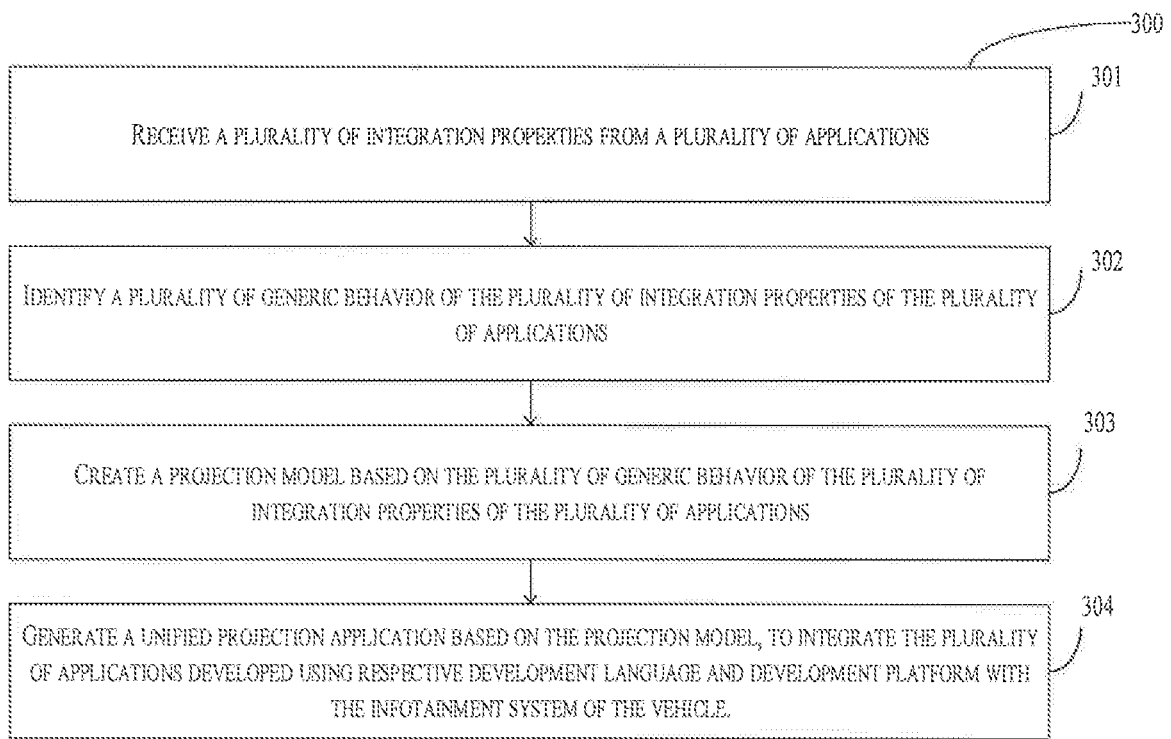 300
301
RECEIVE A PLURALITY OF INTEGRATION PROPERTIES FROM A PLURALITY OF APPLICATIONS
302
IDENTIFY A PLURALITY OF GENERIC BEHAVIOR OF THE PLURALITY OF INTEGRATION PROPERTIES OF THE PLURALITY
OF APPLICATIONS
303
CREATE A PROJECTION MODEL BASED ON THE PLURALITY OF GENERIC BEHAVIOR OF THE PLURALITY OF
INTEGRATION PROPERTIES OF THE PLURALITY OF APPLICATIONS
304
GENERATE A UNIFIED PROJECTION APPLICATION BASED ON THE PROJECTION MODEL, TO INTEGRATE THE PLURALITY
OF APPLICATIONS DEVELOPED USING RESPECTIVE DEVELOPMENT LANGUAGE AND DEVELOPMENT PLATFORM WITH
THE INFOTAINMENT SYSTEM OF THE VEHICLE.